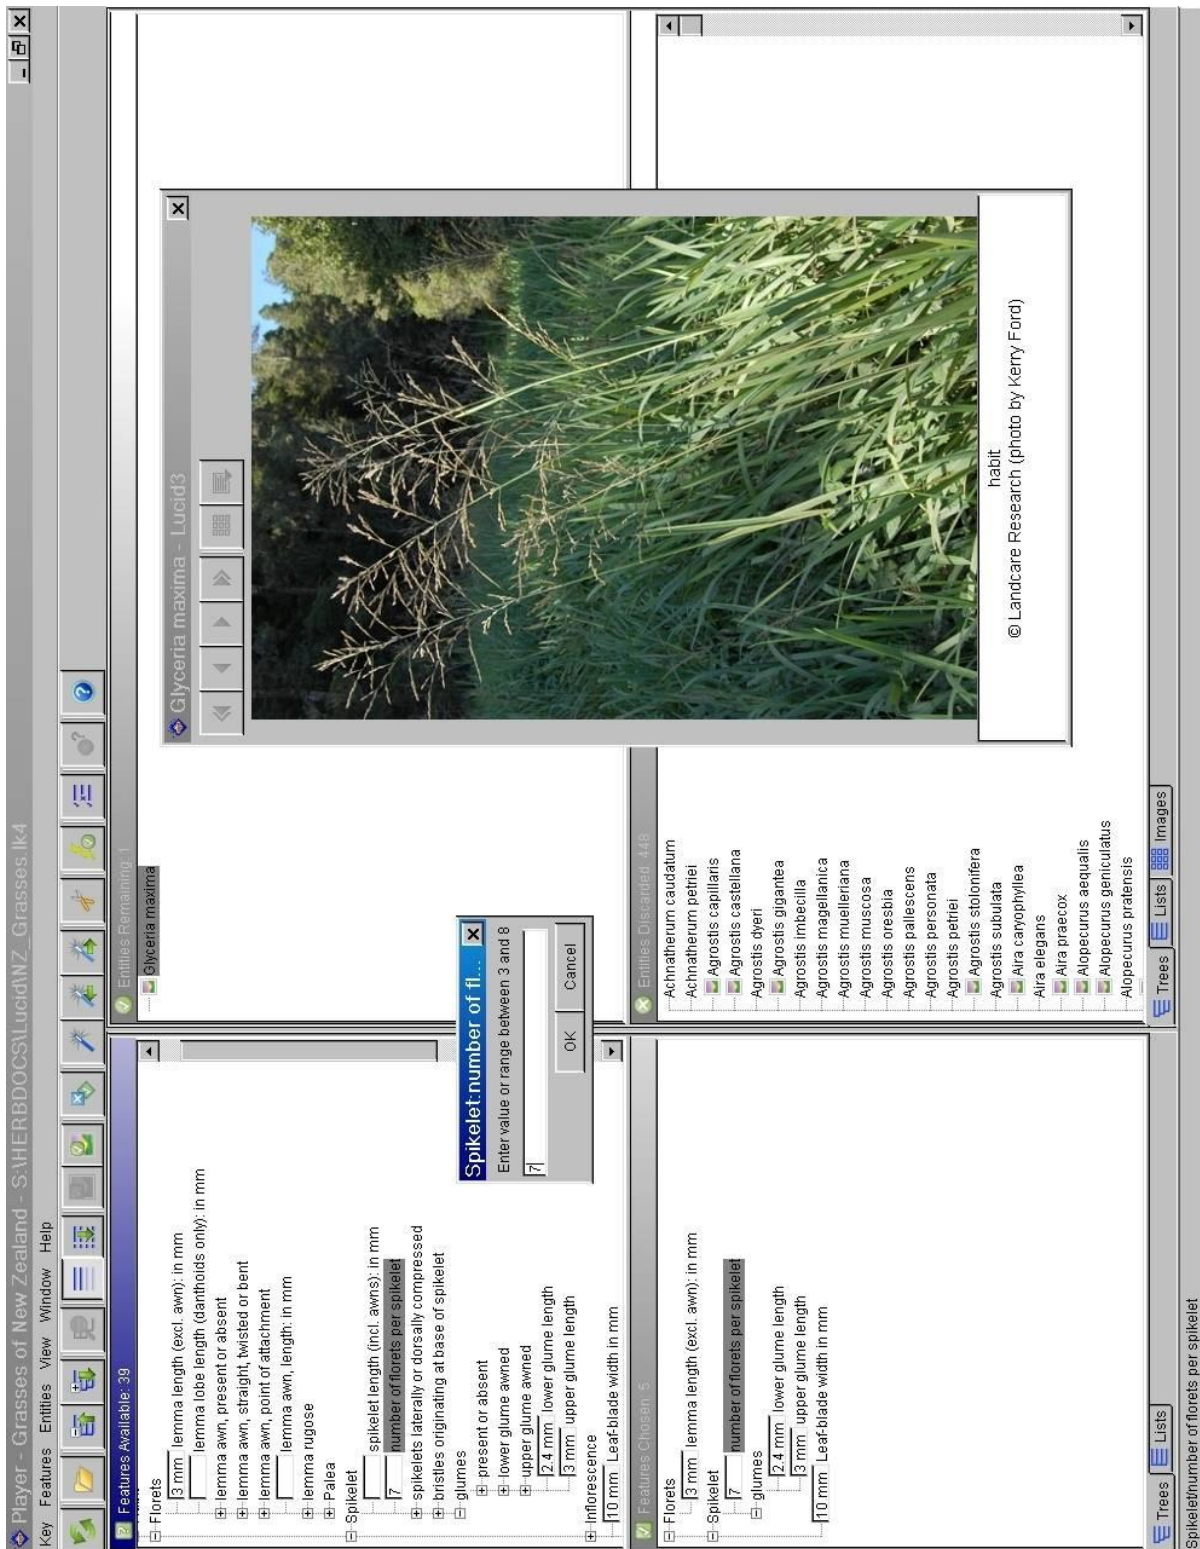 Player - Grasses of New Zealand - S:\HERBDOCS\Lucid\NZ_Grasses.lk4
Key Features Entities View Window Help
Features Available: 39
Florets
3 mm lemma length (excl. awn): in mm
lemma lobe length (danthoids only): in mm
lemma awn, present or absent
lemma awn, straight, twisted or bent
lemma awn, point of attachment
lemma awn, length: in mm
lemma rugose
Palea
Spikelet
spikelet length (incl. awns): in mm
7 number of florets per spikelet
spikelets laterally or dorsally compressed
bristles originating at base of spikelet
glumes
present or absent
lower glume awned
upper glume awned
2.4 mm lower glume length
3 mm upper glume length
Inflorescence
10 mm Leaf-blade width in mm
Entities Remaining: 1
Glyceria maxima
Spikelet:number of fl...
Enter value or range between 3 and 8
7
OK Cancel
Glyceria maxima - Lucid3
habit
© Landcare Research (photo by Kerry Ford)
Features Chosen: 5
Florets
3 mm lemma length (excl. awn): in mm
Spikelet
7 number of florets per spikelet
glumes
2.4 mm lower glume length
3 mm upper glume length
10 mm Leaf-blade width in mm
Entities Discarded: 448
Achnatherum caudatum
Achnatherum petriei
Agrostis capillaris
Agrostis castellana
Agrostis dyeri
Agrostis gigantea
Agrostis imbecilla
Agrostis magellanica
Agrostis muelleriana
Agrostis muscosa
Agrostis oresbia
Agrostis pallescens
Agrostis personata
Agrostis petriei
Agrostis stolonifera
Agrostis subulata
Aira caryophyllea
Aira elegans
Aira praecox
Alopecurus aequalis
Alopecurus geniculatus
Alopecurus pratensis
Trees Lists
Trees Lists Images
Spikelet/number of florets per spikelet